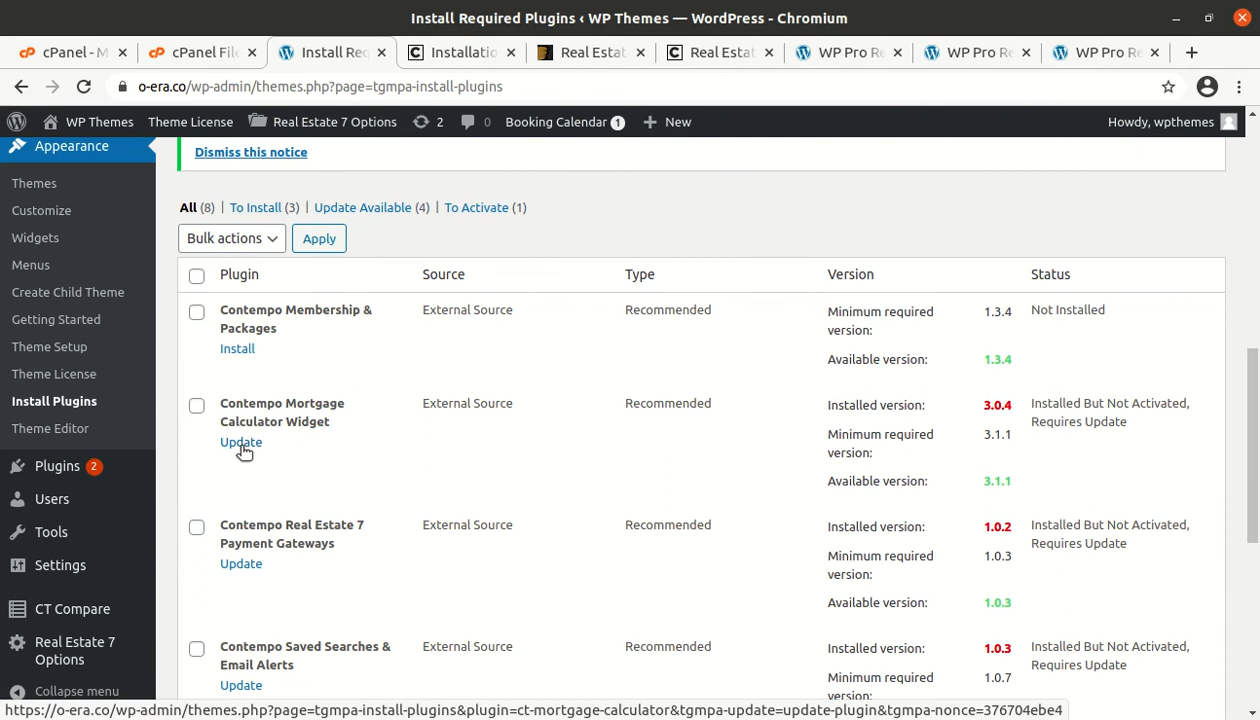 Install Required Plugins ‹ WP Themes — WordPress - Chromium
cPanel - M
cPanel File
Install Req
Installatio
Real Estat
Real Estat
WP Pro Re
WP Pro Re
WP Pro Re
o-era.co/wp-admin/themes.php?page=tgmpa-install-plugins
WP Themes
Theme License
Real Estate 7 Options
2
0
Booking Calendar 1
New
Howdy, wpthemes
Appearance
Themes
Customize
Widgets
Menus
Create Child Theme
Getting Started
Theme Setup
Theme License
Install Plugins
Theme Editor
Plugins 2
Users
Tools
Settings
CT Compare
Real Estate 7
Options
Collapse menu
Dismiss this notice
All (8) | To Install (3) | Update Available (4) | To Activate (1)
Bulk actions
Apply
Plugin
Source
Type
Version
Status
Contempo Membership &
Packages
Install
External Source
Recommended
Minimum required
version:
1.3.4
Available version:
1.3.4
Not Installed
Contempo Mortgage
Calculator Widget
Update
External Source
Recommended
Installed version:
3.0.4
Minimum required
version:
3.1.1
Available version:
3.1.1
Installed But Not Activated,
Requires Update
Contempo Real Estate 7
Payment Gateways
Update
External Source
Recommended
Installed version:
1.0.2
Minimum required
version:
1.0.3
Available version:
1.0.3
Installed But Not Activated,
Requires Update
Contempo Saved Searches &
Email Alerts
Update
External Source
Recommended
Installed version:
1.0.3
Minimum required
version:
1.0.7
Installed But Not Activated,
Requires Update
https://o-era.co/wp-admin/themes.php?page=tgmpa-install-plugins&plugin=ct-mortgage-calculator&tgmpa-update=update-plugin&tgmpa-nonce=376704ebe4